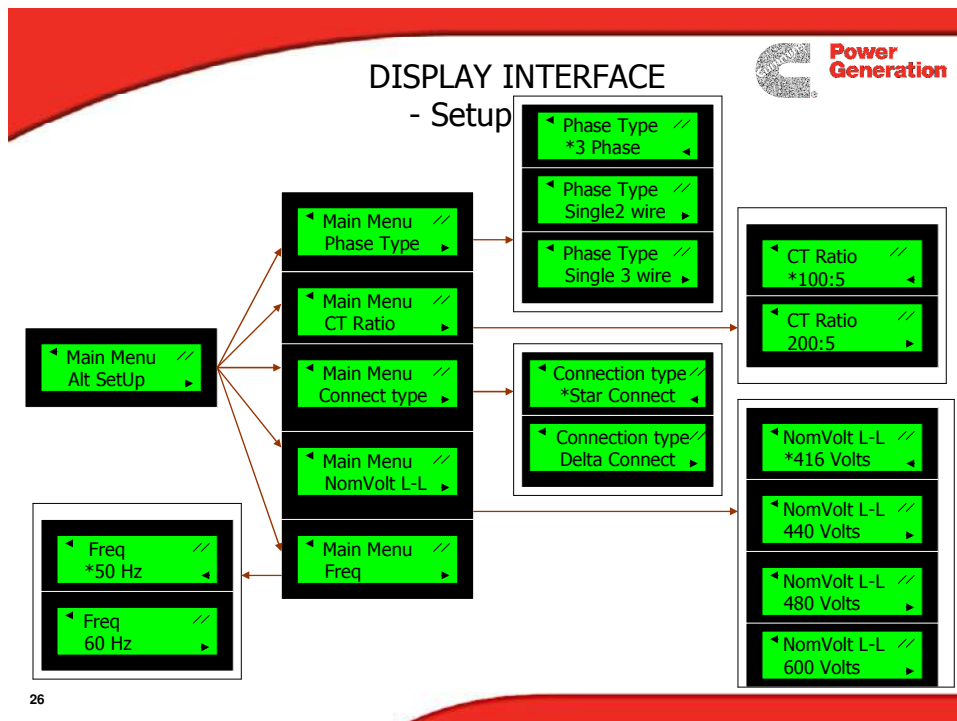 DISPLAY INTERFACE
- Setup
Power
Generation
Main Menu
Alt SetUp
Main Menu
Phase Type
Main Menu
CT Ratio
Main Menu
Connect type
Main Menu
NomVolt L-L
Main Menu
Freq
Phase Type
*3 Phase
Phase Type
Single2 wire
Phase Type
Single 3 wire
CT Ratio
*100:5
CT Ratio
200:5
Connection type
*Star Connect
Connection type
Delta Connect
NomVolt L-L
*416 Volts
NomVolt L-L
440 Volts
NomVolt L-L
480 Volts
NomVolt L-L
600 Volts
Freq
*50 Hz
Freq
60 Hz
26